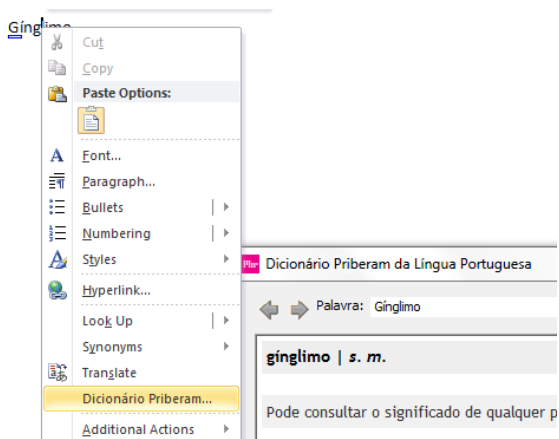 Gínglimo
Cut
Copy
Paste Options:
Font...
Paragraph...
Bullets
Numbering
Styles
Hyperlink...
Look Up
Synonyms
Translate
Dicionário Priberam...
Additional Actions
Dicionário Priberam da Língua Portuguesa
Palavra: Gínglimo
gínglimo | s. m.
Pode consultar o significado de qualquer p